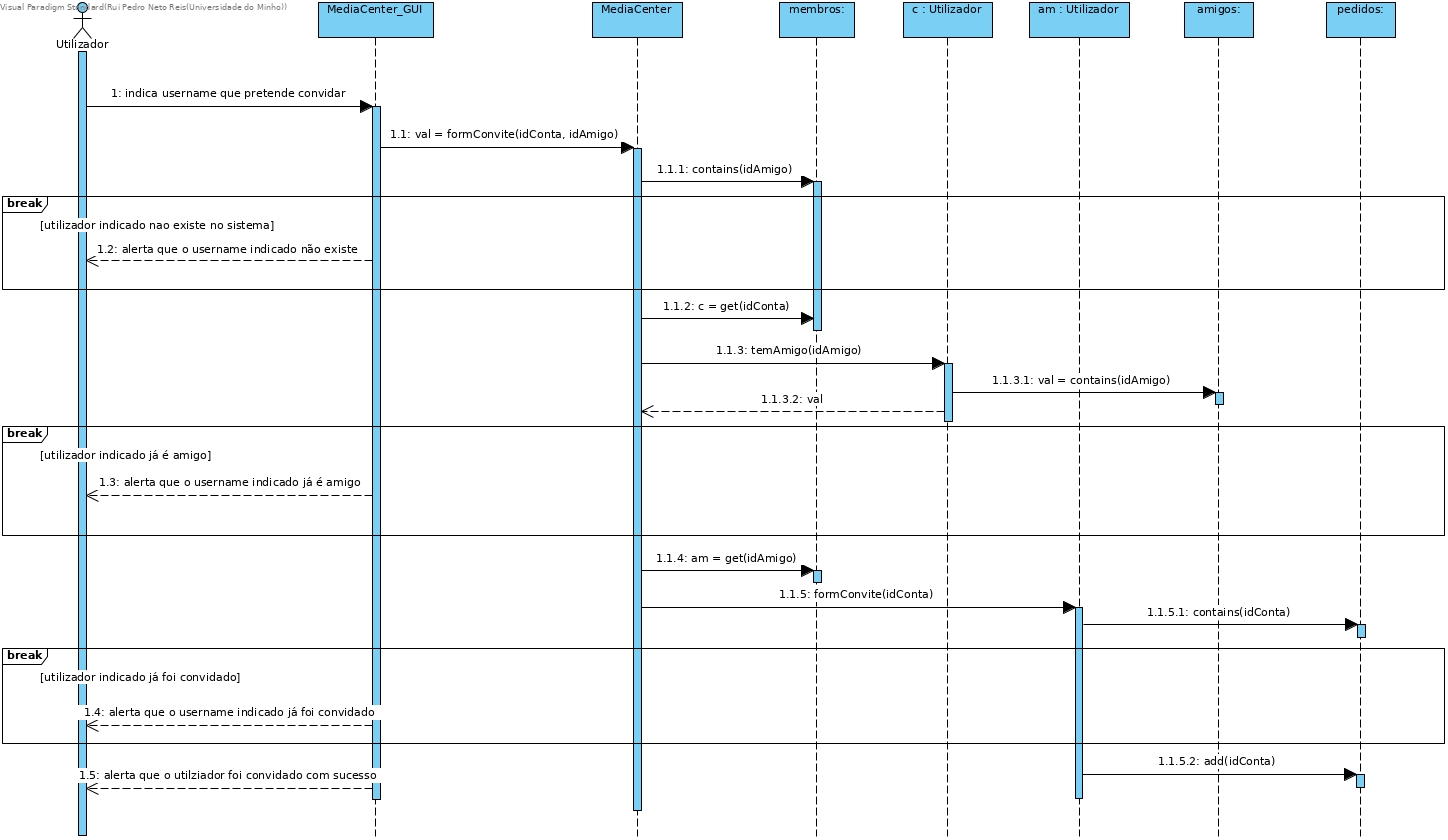 Visual Paradigm Standard(Rui Pedro Neto Reis(Universidade do Minho))
Utilizador
MediaCenter_GUI
MediaCenter
membros:
c : Utilizador
am : Utilizador
amigos:
pedidos:
1: indica username que pretende convidar
1.1: val = formConvite(idConta, idAmigo)
1.1.1: contains(idAmigo)
break
[utilizador indicado nao existe no sistema]
1.2: alerta que o username indicado não existe
1.1.2: c = get(idConta)
1.1.3: temAmigo(idAmigo)
1.1.3.1: val = contains(idAmigo)
1.1.3.2: val
break
[utilizador indicado já é amigo]
1.3: alerta que o username indicado já é amigo
1.1.4: am = get(idAmigo)
1.1.5: formConvite(idConta)
1.1.5.1: contains(idConta)
break
[utilizador indicado já foi convidado]
1.4: alerta que o username indicado já foi convidado
1.1.5.2: add(idConta)
1.5: alerta que o utilziador foi convidado com sucesso